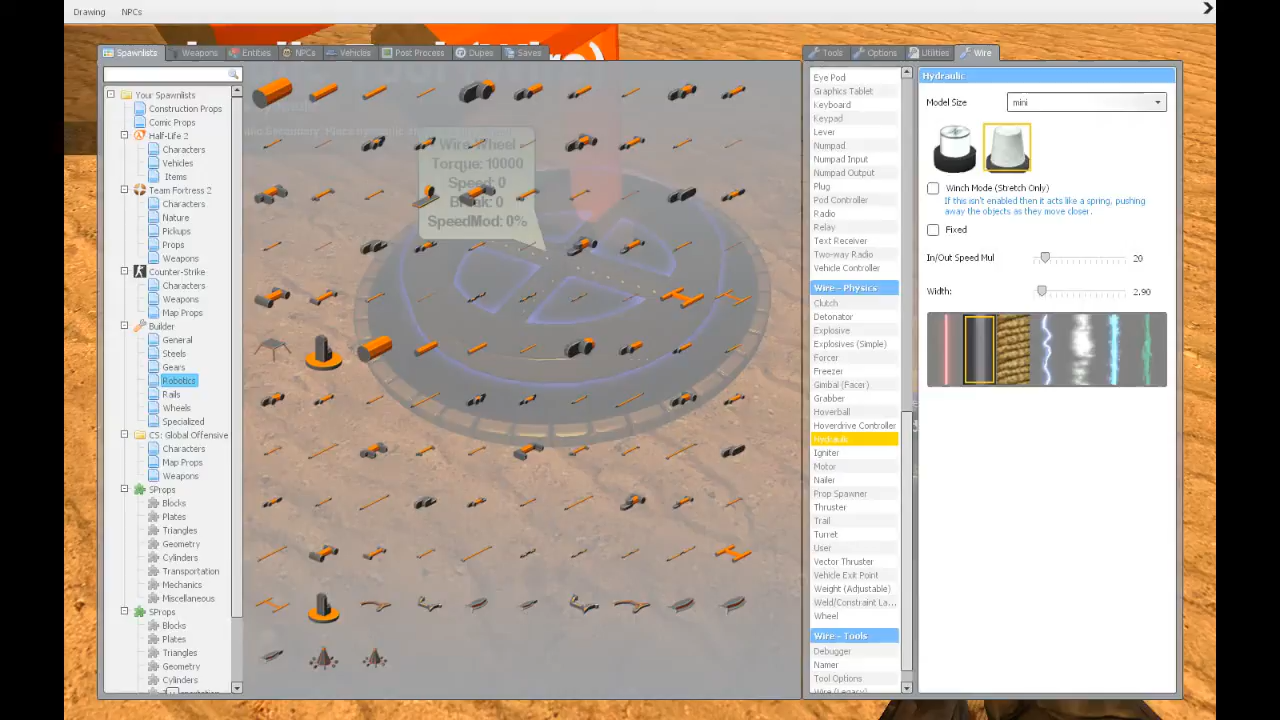 Drawing NPCs
Spawnlists Weapons Entities NPCs Vehicles Post Process Dupes Saves
Tools Options Utilities Wire
Your Spawnlists
Construction Props
Comic Props
Half-Life 2
Characters
Vehicles
Items
Team Fortress 2
Characters
Nature
Pickups
Props
Weapons
Counter-Strike
Characters
Weapons
Map Props
Builder
General
Steels
Gears
Robotics
Rails
Wheels
Specialized
CS: Global Offensive
Characters
Map Props
Weapons
SProps
Blocks
Plates
Triangles
Geometry
Cylinders
Transportation
Mechanics
Miscellaneous
SProps
Blocks
Plates
Triangles
Geometry
Cylinders
Transportation
Wire Wheel
Torque: 10000
Speed: 0
Break: 0
SpeedMod: 0%
Eye Pod
Graphics Tablet
Keyboard
Keypad
Lever
Numpad
Numpad Input
Numpad Output
Plug
Pod Controller
Radio
Relay
Text Receiver
Two-way Radio
Vehicle Controller
Wire - Physics
Clutch
Detonator
Explosive
Explosives (Simple)
Forcer
Freezer
Gimbal (Facer)
Grabber
Hoverball
Hoverdrive Controller
Hydraulic
Igniter
Motor
Nailer
Prop Spawner
Thruster
Trail
Turret
User
Vector Thruster
Vehicle Exit Point
Weight (Adjustable)
Weld/Constraint La...
Wheel
Wire - Tools
Debugger
Namer
Tool Options
Wire (Legacy)
Hydraulic
Model Size mini
Winch Mode (Stretch Only)
If this isn't enabled then it acts like a spring, pushing
away the objects as they move closer.
Fixed
In/Out Speed Mul 20
Width: 2.90